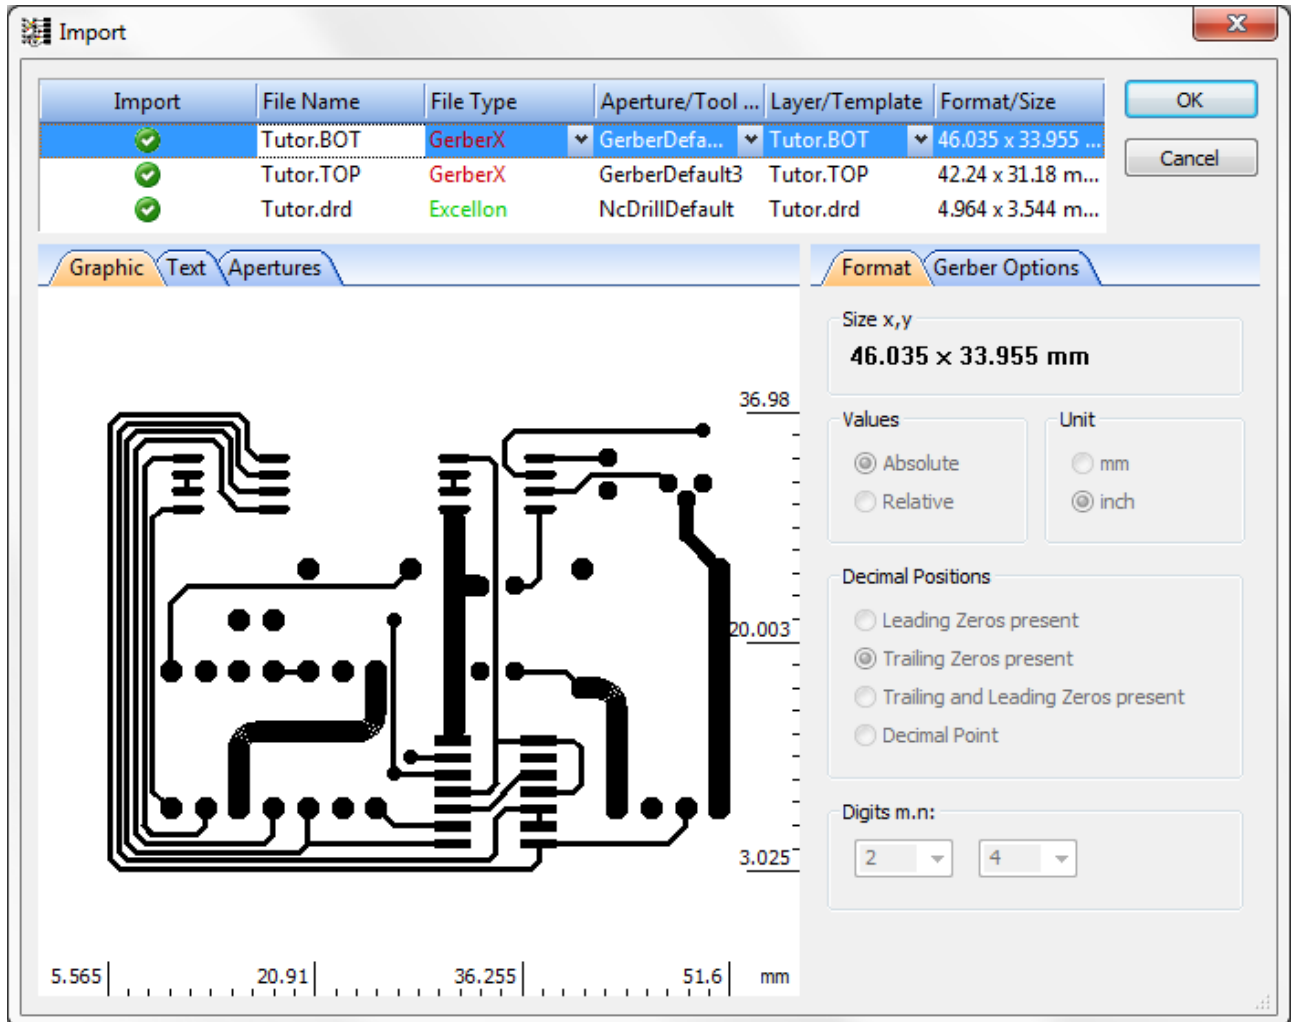 Import
Import File Name File Type Aperture/Tool ... Layer/Template Format/Size
Tutor.BOT GerberX GerberDefa... Tutor.BOT 46.035 x 33.955 ...
Tutor.TOP GerberX GerberDefault3 Tutor.TOP 42.24 x 31.18 m...
Tutor.drd Excellon NcDrillDefault Tutor.drd 4.964 x 3.544 m...
OK
Cancel
Graphic Text Apertures
36.98
20.003
3.025
5.565 20.91 36.255 51.6 mm
Format Gerber Options
Size x,y
46.035 x 33.955 mm
Values
Absolute
Relative
Unit
mm
inch
Decimal Positions
Leading Zeros present
Trailing Zeros present
Trailing and Leading Zeros present
Decimal Point
Digits m.n:
2 4